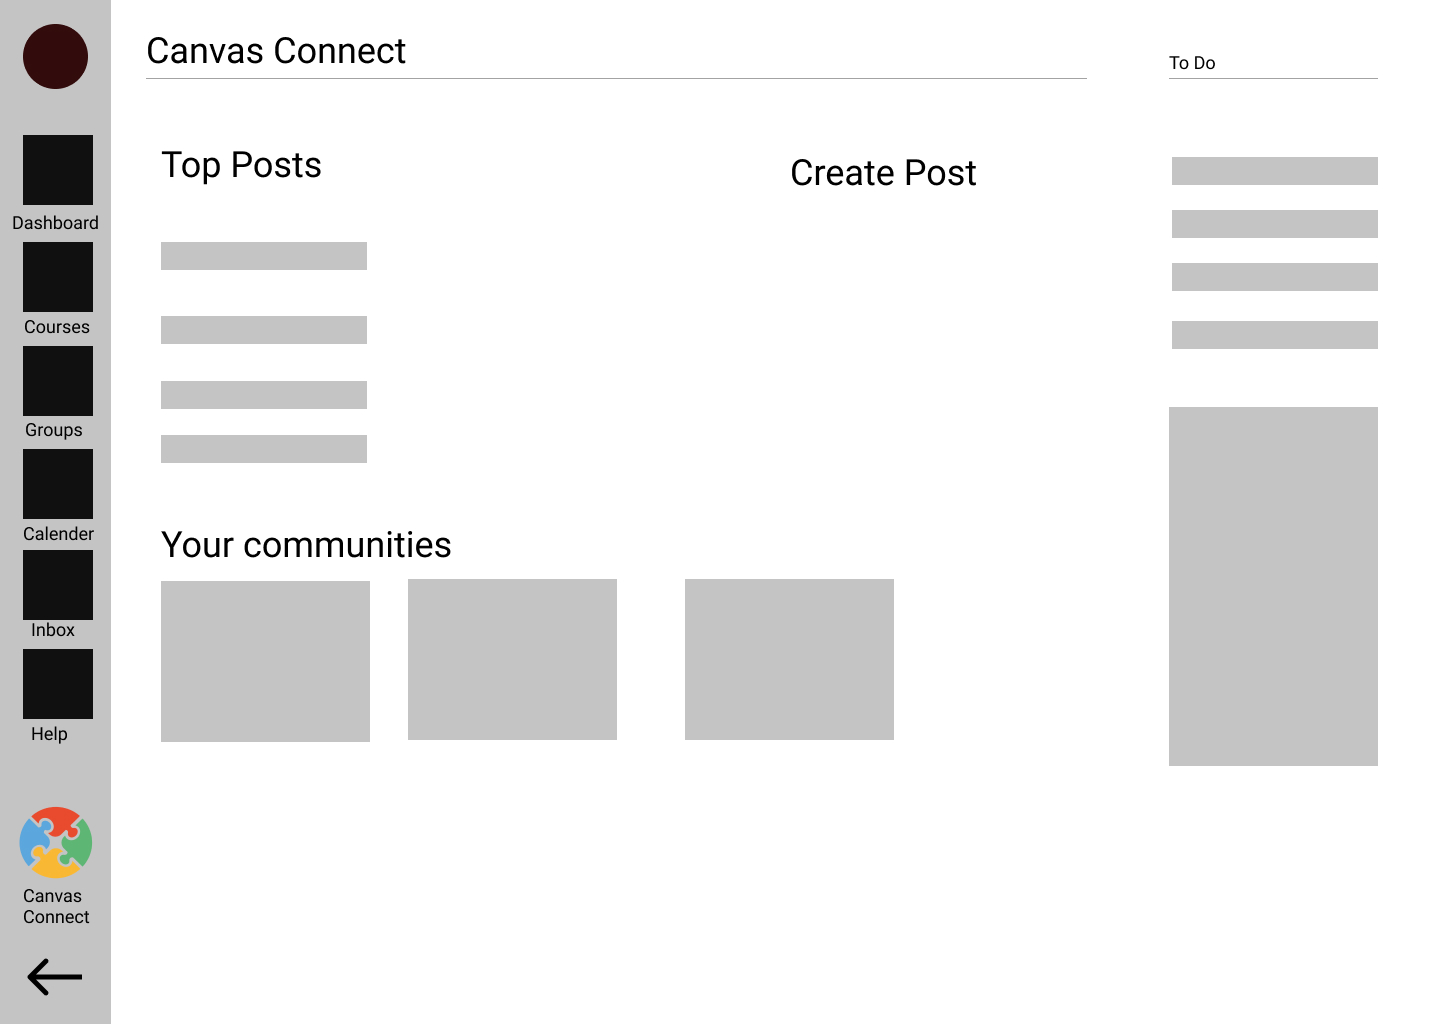 Canvas Connect
To Do
Top Posts
Create Post
Dashboard
Courses
Groups
Calender
Your communities
Inbox
Help
Canvas
Connect